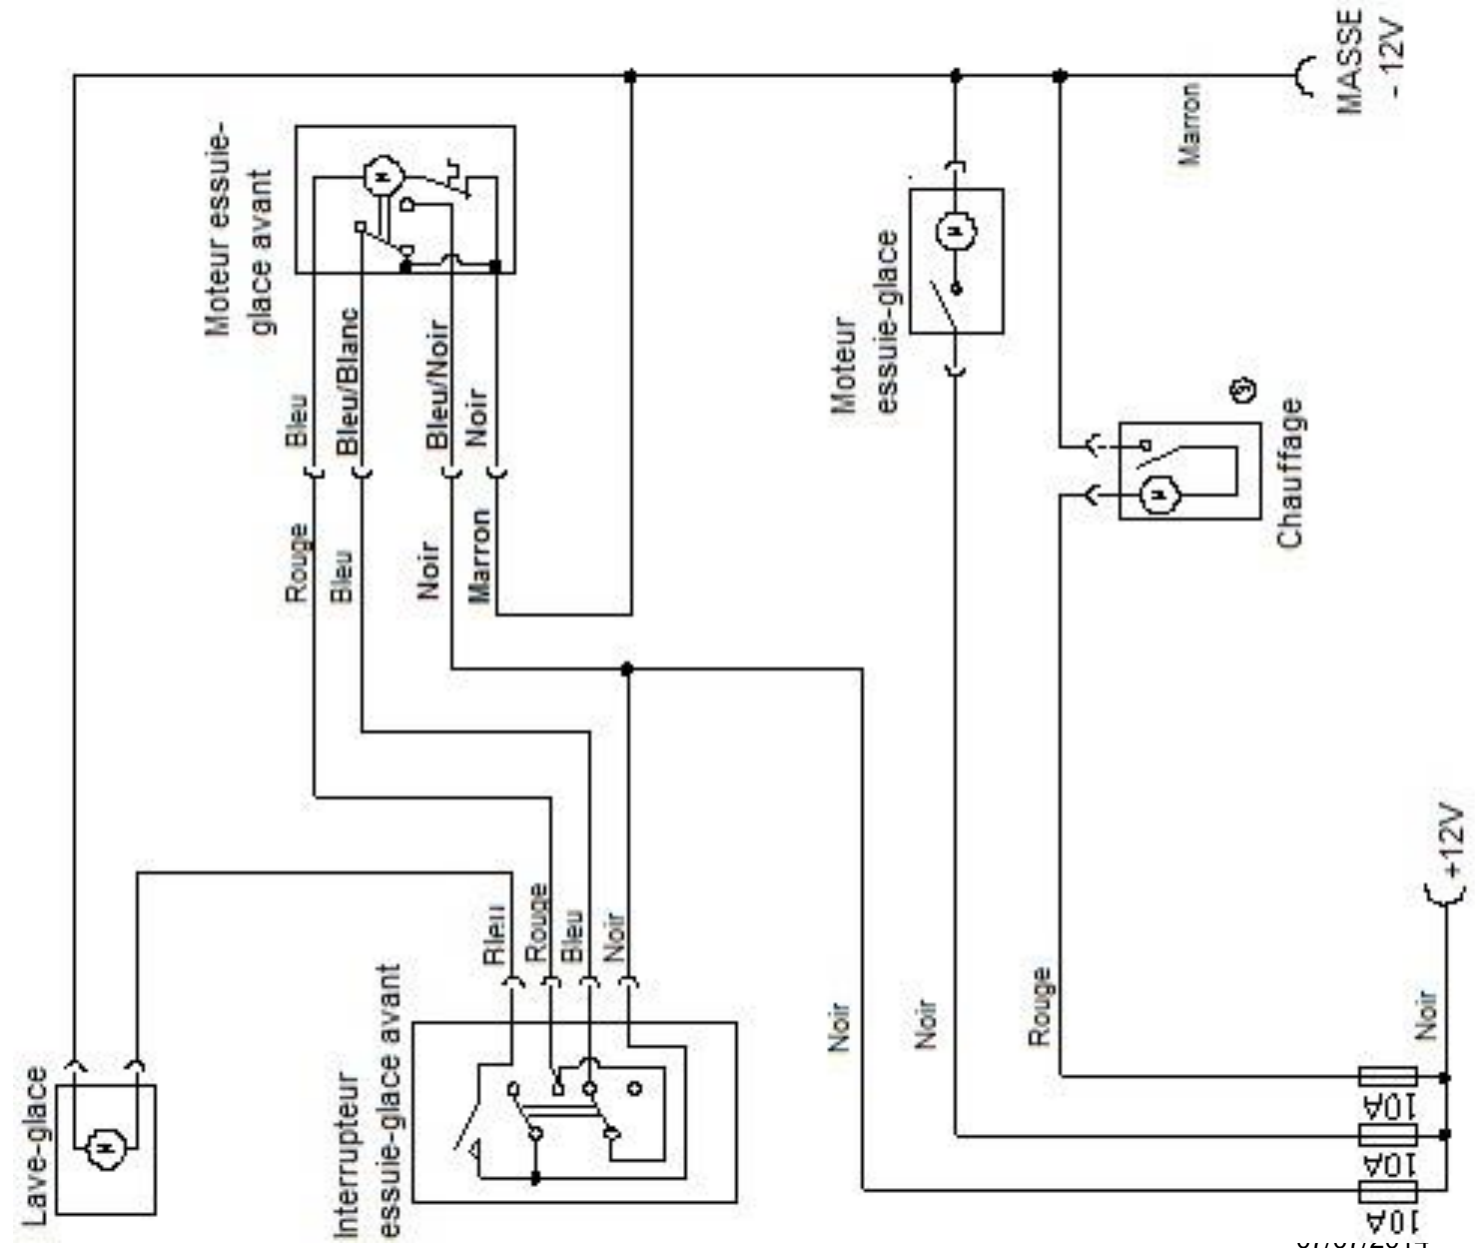 MASSE
- 12V
Marron
Moteur essuie-
glace avant
Bleu
Bleu/Blanc
Bleu/Noir
Noir
Rouge
Bleu
Noir
Marron
Moteur
essuie-glace
Chauffage
Lave-glace
Interrupteur
essuie-glace avant
Bleu
Rouge
Bleu
Noir
Noir
Noir
Rouge
Noir
+12V
10A
10A
10A
M
M
M
M